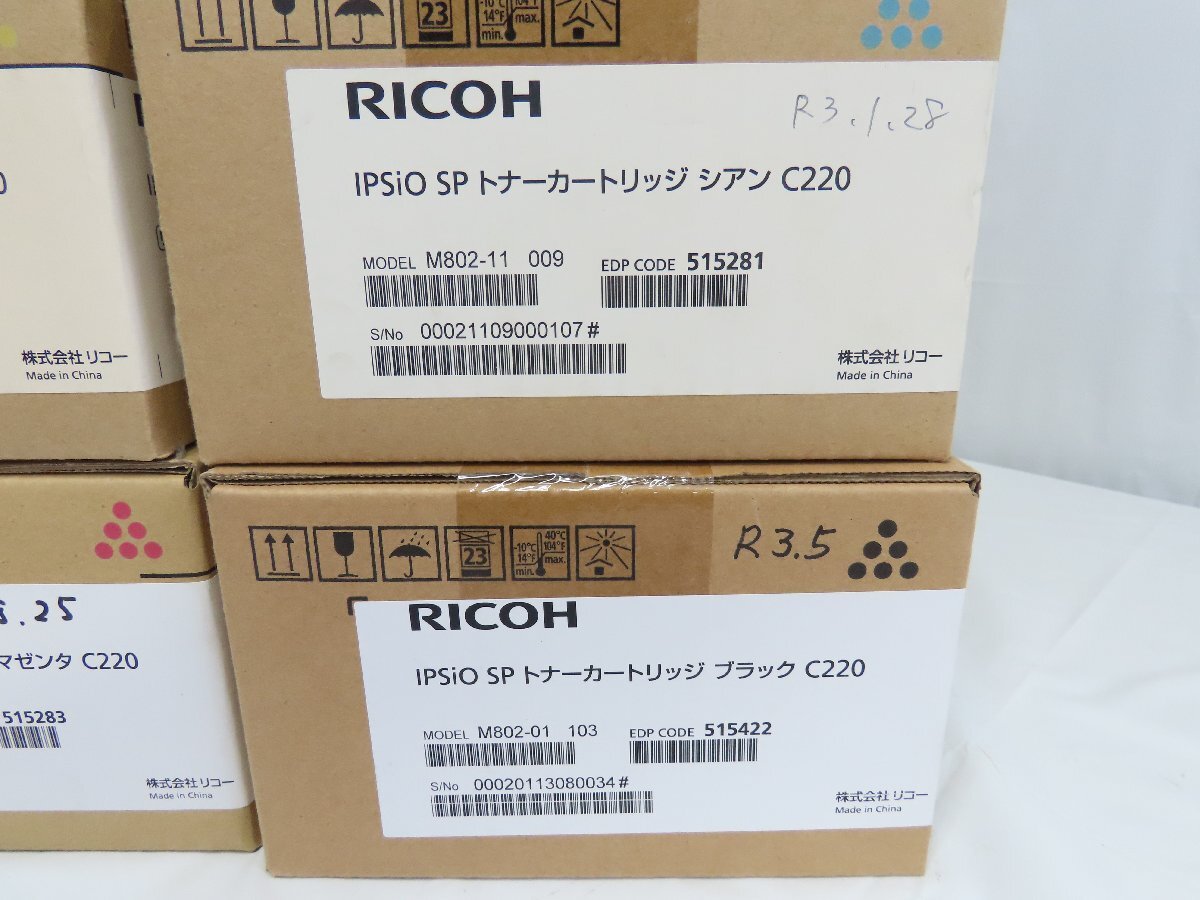 23
-10℃
14°F
min.
104°F
max.
RICOH
R3.1.28
IPSiO SP トナーカートリッジ シアン C220
MODEL M802-11 009
EDP CODE 515281
S/No 00021109000107#
株式会社リコー
Made in China
株式会社リコー
Made in China
マゼンタ C220
515283
株式会社リコー
Made in China
23
-10℃
14°F
min.
40℃
104°F
max.
R3.5
RICOH
IPSiO SP トナーカートリッジ ブラック C220
MODEL M802-01 103
EDP CODE 515422
S/No 00020113080034#
株式会社リコー
Made in China